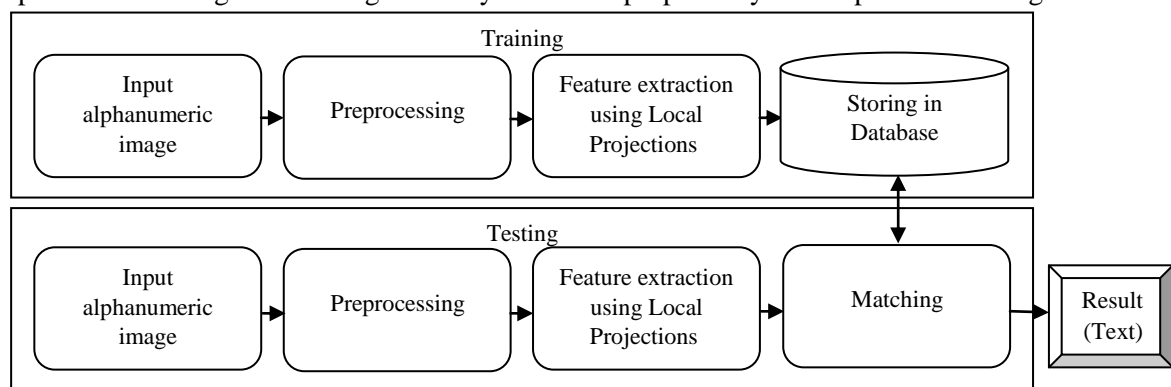 Training
Input
alphanumeric
image
Preprocessing
Feature extraction
using Local
Projections
Storing in
Database
Testing
Input
alphanumeric
image
Preprocessing
Feature extraction
using Local
Projections
Matching
Result
(Text)